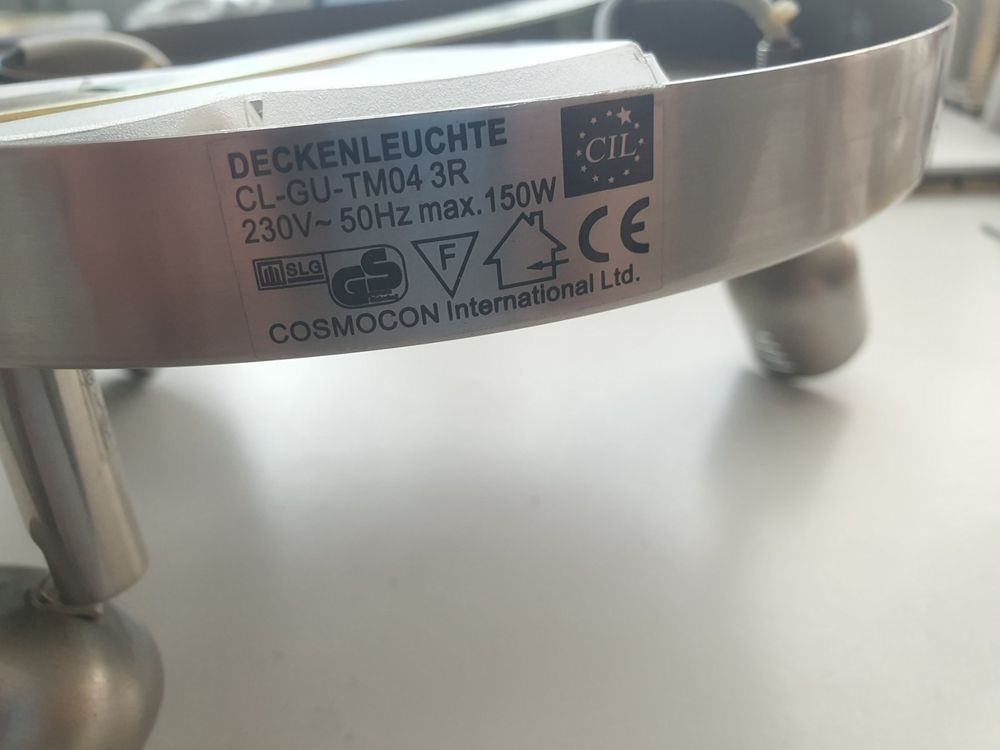 DECKENLEUCHTE
CL-GU-TM04 3R
230V~ 50Hz max.150W
CIL
SLG
GS
F
CE
COSMOCON International Ltd.